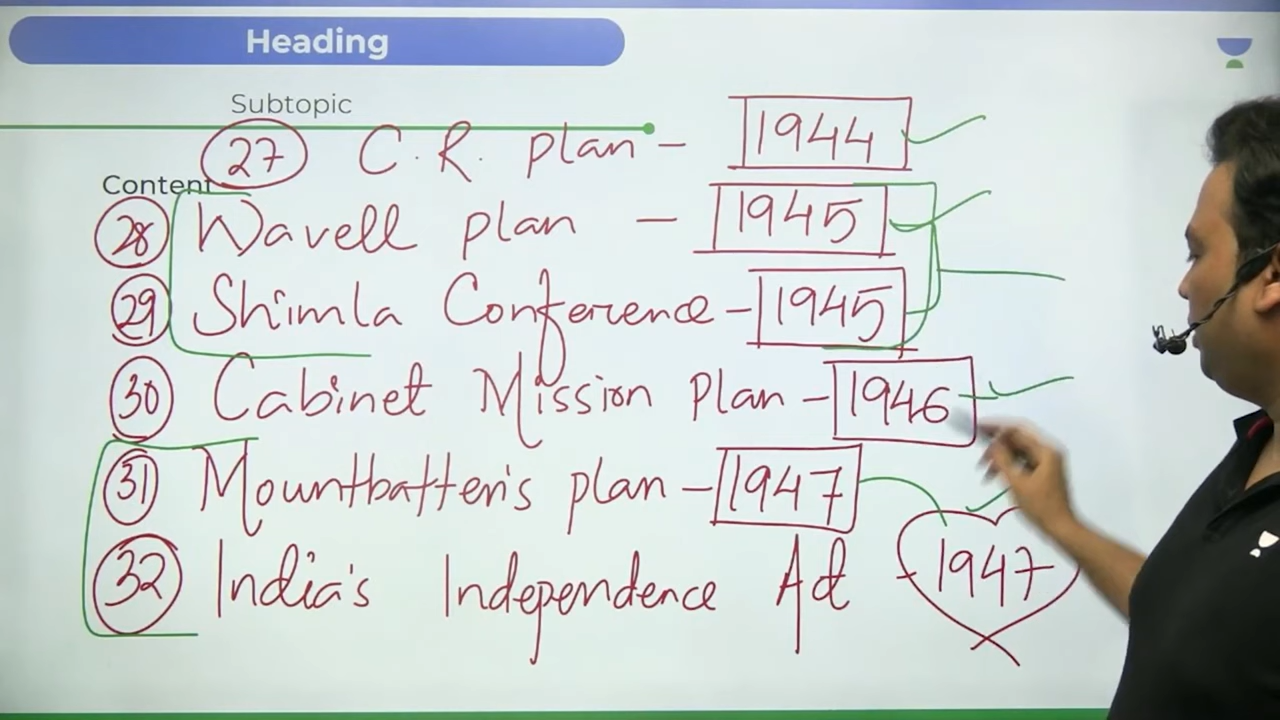 Heading
Subtopic
27 C.R. plan - 1944
Content
28 Wavell plan - 1945
29 Shimla Conference - 1945
30 Cabinet Mission Plan - 1946
31 Mountbatten's plan - 1947
32 India's Independence Act - 1947